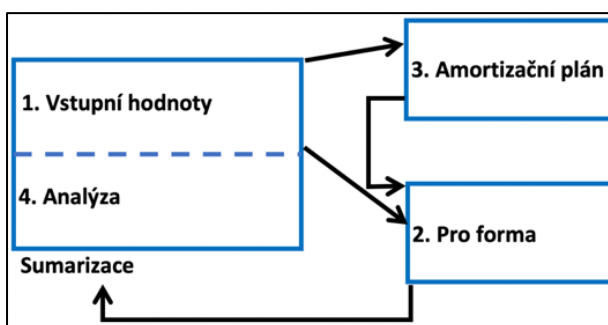 1. Vstupní hodnoty
4. Analýza
Sumarizace
3. Amortizační plán
2. Pro forma